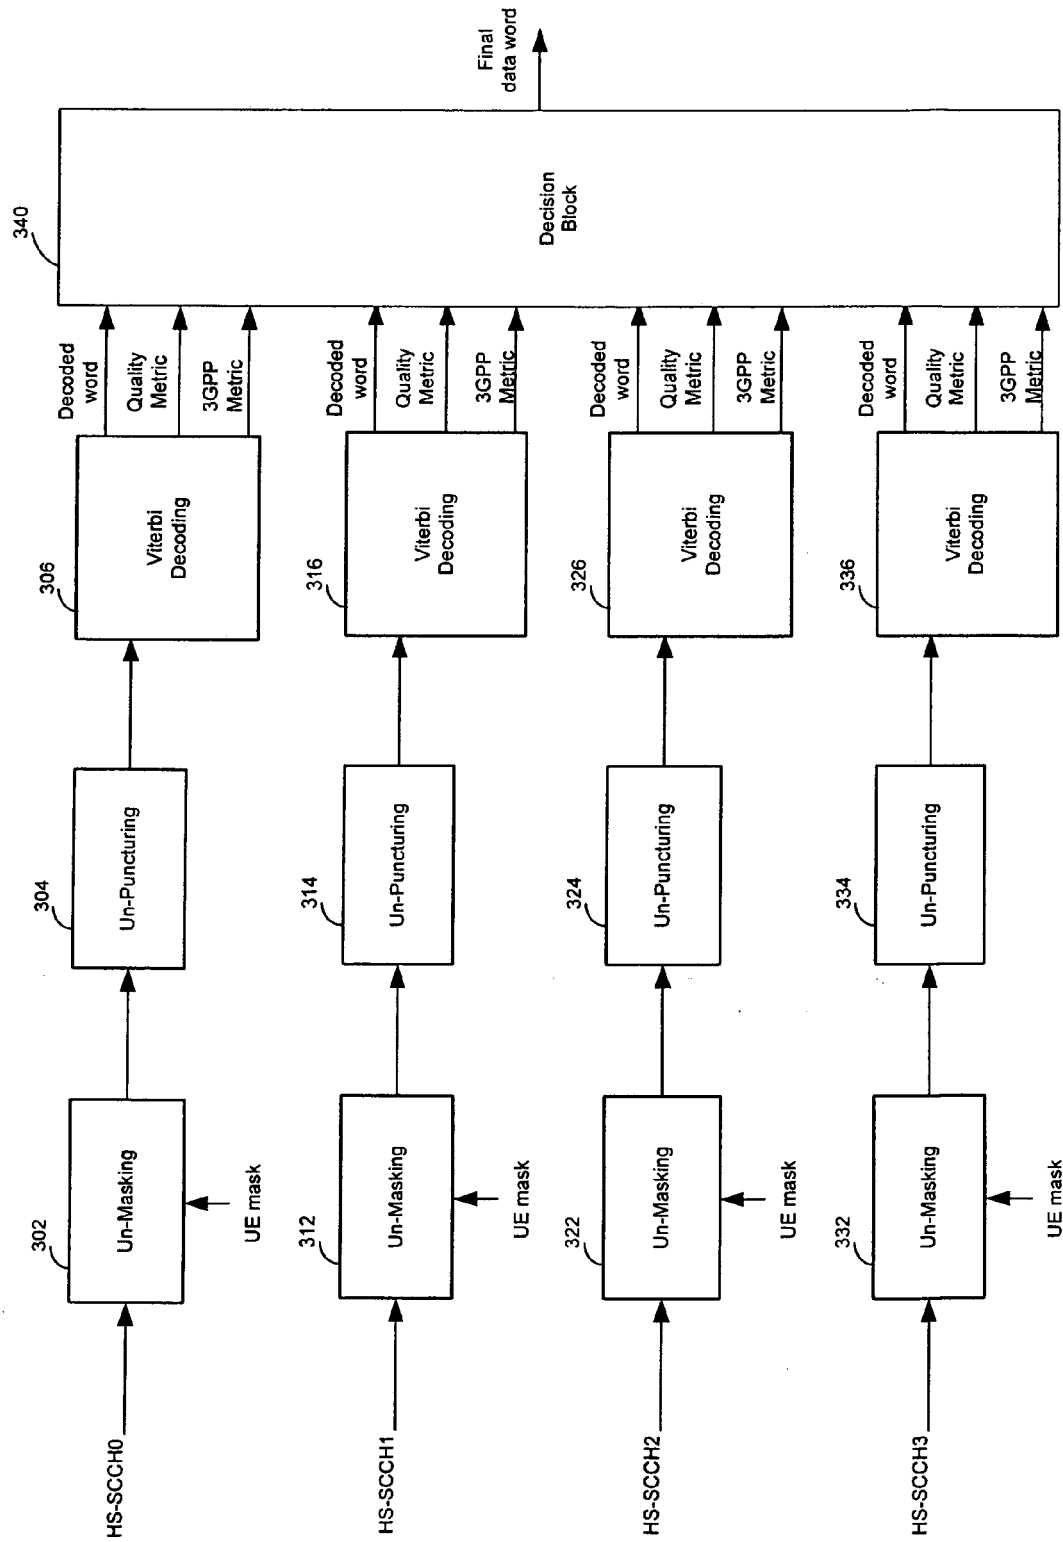 HS-SCCH0
302
Un-Masking
UE mask
304
Un-Puncturing
306
Viterbi
Decoding
Decoded
word
Quality
Metric
3GPP
Metric
HS-SCCH1
312
Un-Masking
UE mask
314
Un-Puncturing
316
Viterbi
Decoding
Decoded
word
Quality
Metric
3GPP
Metric
HS-SCCH2
322
Un-Masking
UE mask
324
Un-Puncturing
326
Viterbi
Decoding
Decoded
word
Quality
Metric
3GPP
Metric
HS-SCCH3
332
Un-Masking
UE mask
334
Un-Puncturing
336
Viterbi
Decoding
Decoded
word
Quality
Metric
3GPP
Metric
340
Decision
Block
Final
data word